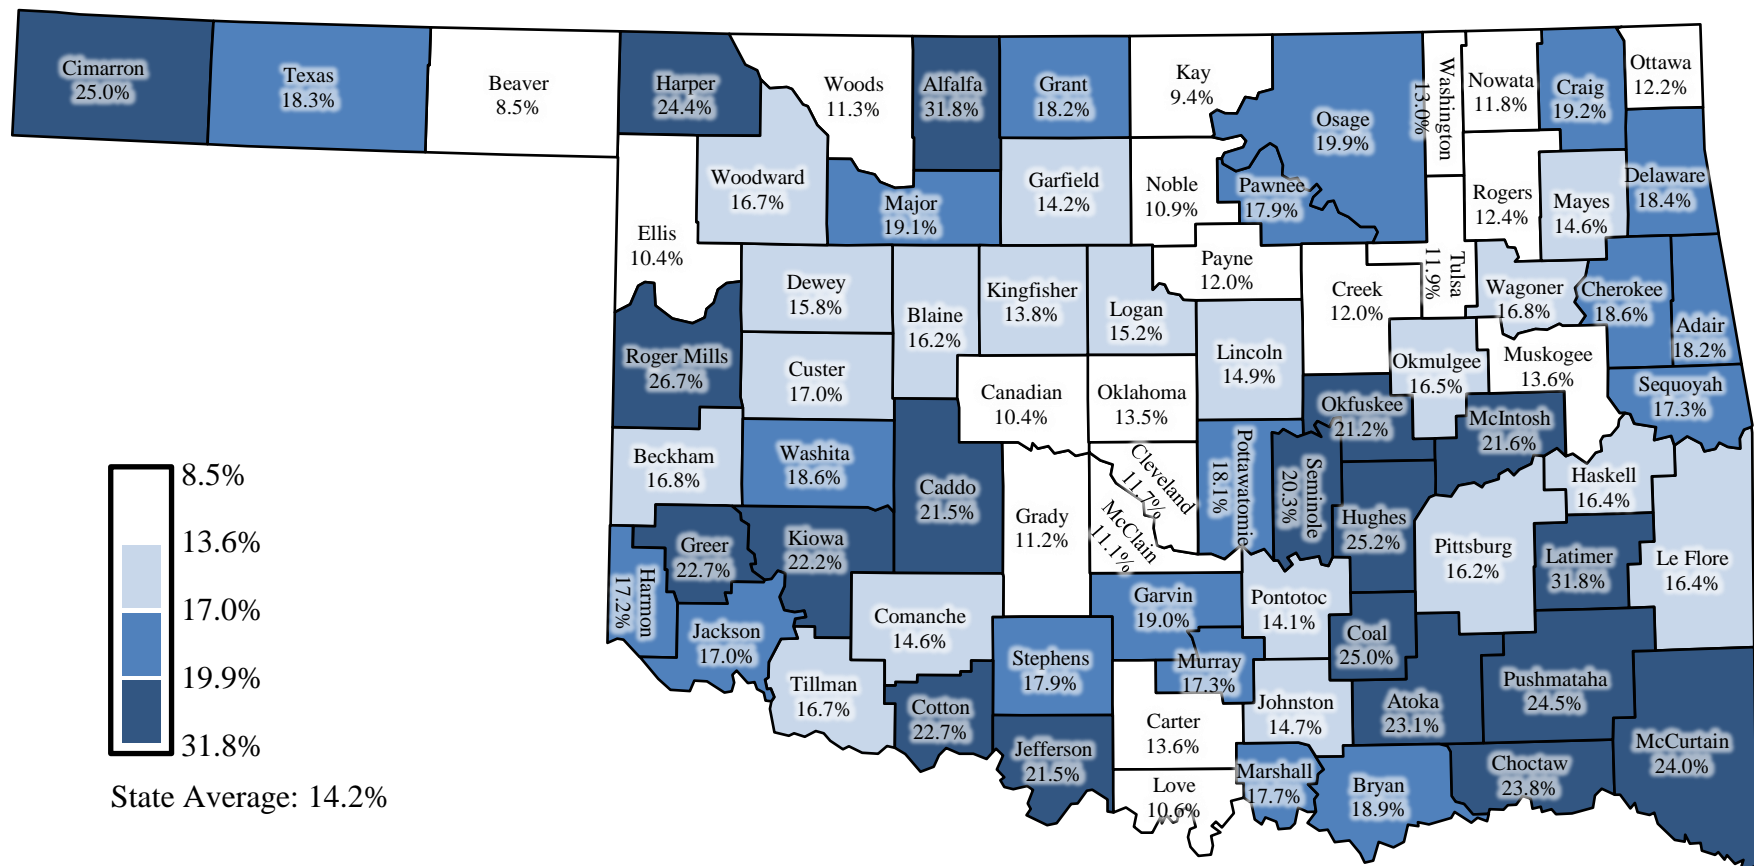 Cimarron
25.0%
Texas
18.3%
Beaver
8.5%
Harper
24.4%
Woods
11.3%
Alfalfa
31.8%
Grant
18.2%
Kay
9.4%
Osage
19.9%
Washington
13.0%
Nowata
11.8%
Craig
19.2%
Ottawa
12.2%
Woodward
16.7%
Major
19.1%
Garfield
14.2%
Noble
10.9%
Pawnee
17.9%
Rogers
12.4%
Mayes
14.6%
Delaware
18.4%
Ellis
10.4%
Dewey
15.8%
Blaine
16.2%
Kingfisher
13.8%
Logan
15.2%
Payne
12.0%
Creek
12.0%
Tulsa
11.9%
Wagoner
16.8%
Cherokee
18.6%
Adair
18.2%
Roger Mills
26.7%
Custer
17.0%
Canadian
10.4%
Oklahoma
13.5%
Lincoln
14.9%
Okmulgee
16.5%
Muskogee
13.6%
Sequoyah
17.3%
Okfuskee
21.2%
McIntosh
21.6%
Beckham
16.8%
Washita
18.6%
Caddo
21.5%
Grady
11.2%
Cleveland
11.7%
McClain
11.1%
Pottawatomie
18.1%
Seminole
20.3%
Hughes
25.2%
Pittsburg
16.2%
Haskell
16.4%
Latimer
31.8%
Le Flore
16.4%
Harmon
17.2%
Greer
22.7%
Kiowa
22.2%
Jackson
17.0%
Comanche
14.6%
Tillman
16.7%
Cotton
22.7%
Stephens
17.9%
Jefferson
21.5%
Garvin
19.0%
Murray
17.3%
Pontotoc
14.1%
Coal
25.0%
Carter
13.6%
Johnston
14.7%
Atoka
23.1%
Pushmataha
24.5%
McCurtain
24.0%
Love
10.6%
Marshall
17.7%
Bryan
18.9%
Choctaw
23.8%
8.5%
13.6%
17.0%
19.9%
31.8%
State Average: 14.2%